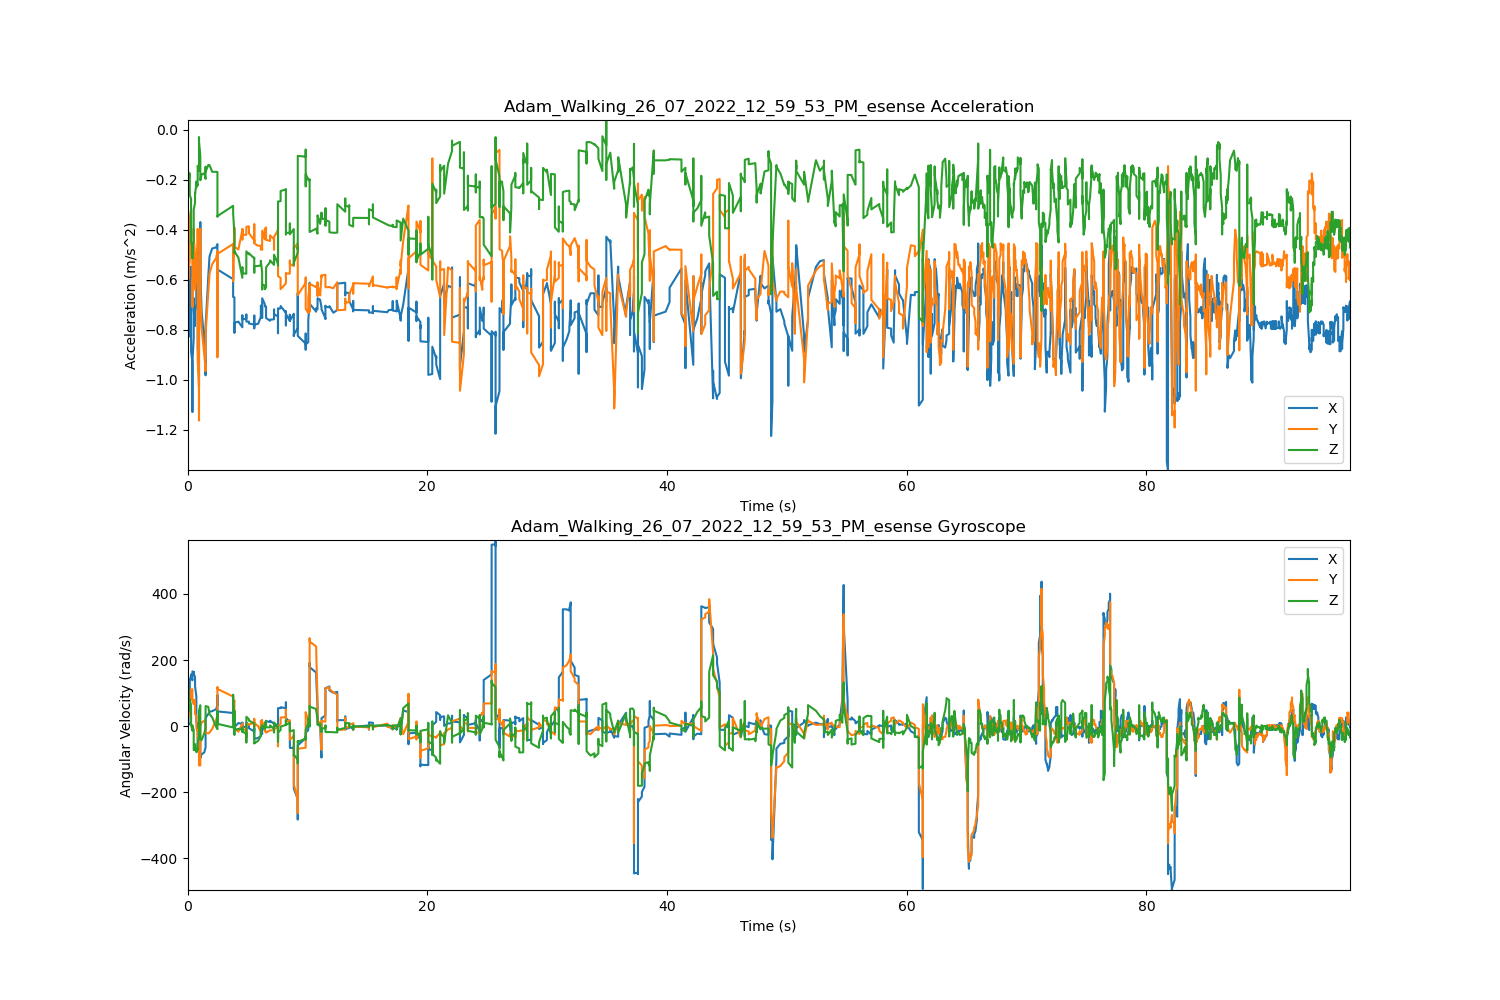 Adam_Walking_26_07_2022_12_59_53_PM_esense Acceleration
Acceleration (m/s^2)
0.0
−0.2
−0.4
−0.6
−0.8
−1.0
−1.2
X
Y
Z
0 20 40 60 80
Time (s)
Adam_Walking_26_07_2022_12_59_53_PM_esense Gyroscope
Angular Velocity (rad/s)
400
200
0
−200
−400
X
Y
Z
0 20 40 60 80
Time (s)